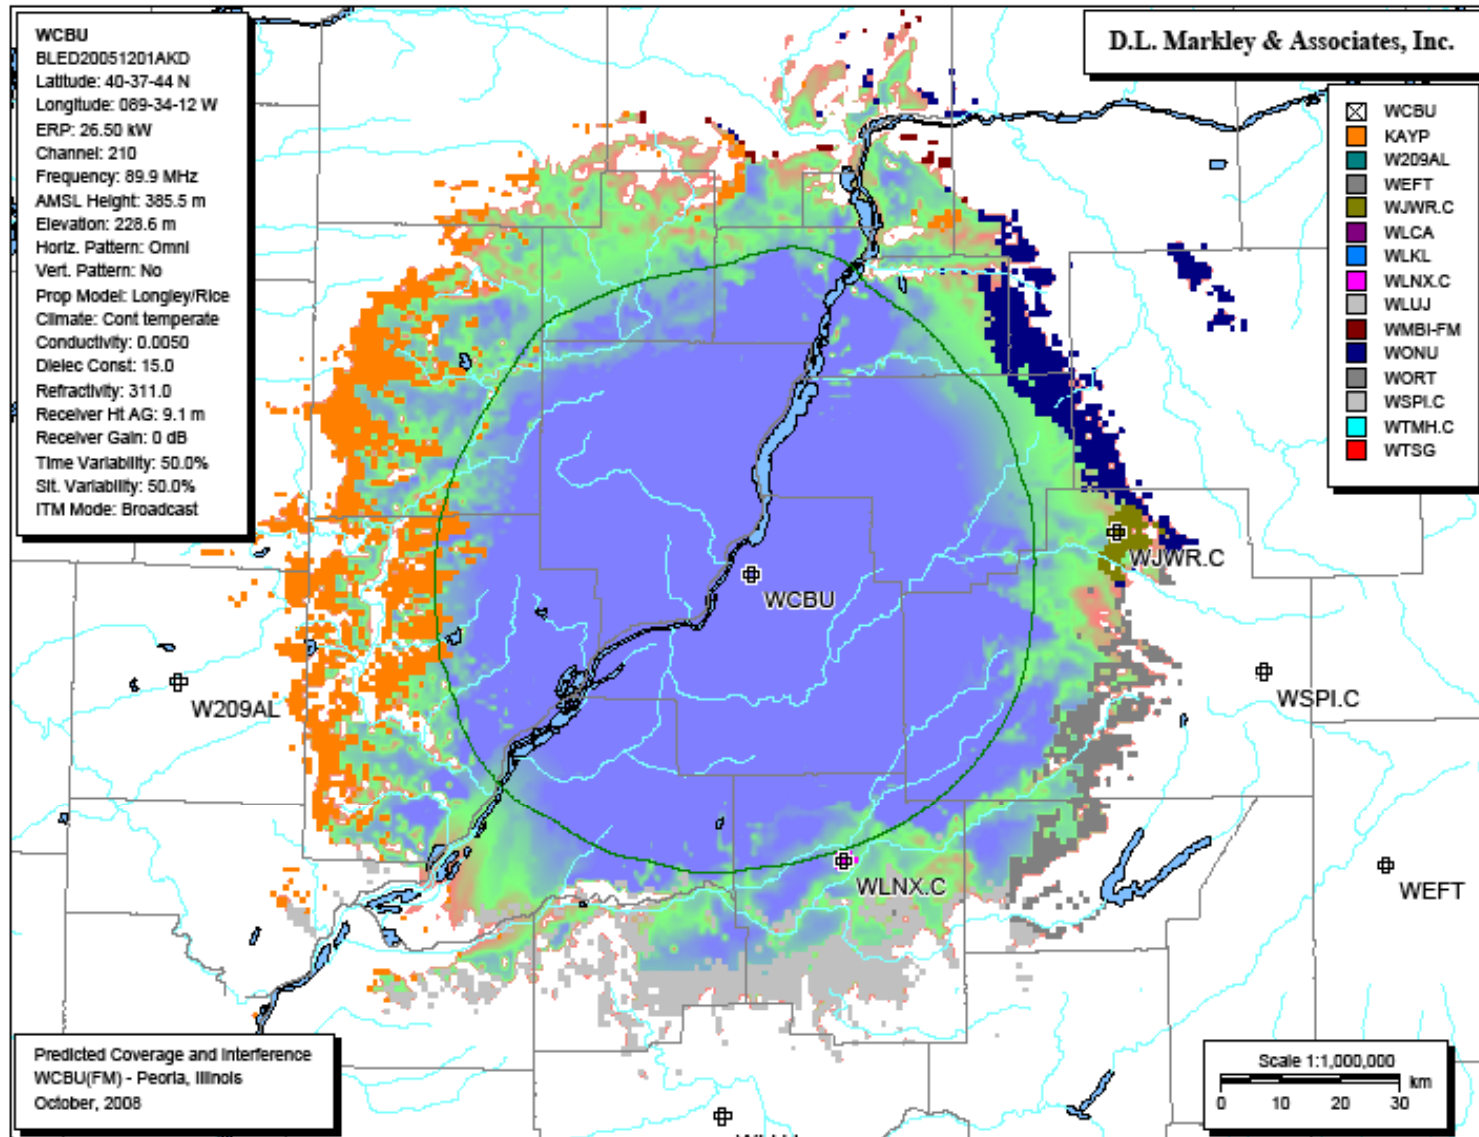 WCBU
BLED20051201AKD
Latitude: 40-37-44 N
Longitude: 089-34-12 W
ERP: 26.50 kW
Channel: 210
Frequency: 89.9 MHz
AMSL Height: 385.5 m
Elevation: 228.6 m
Horiz. Pattern: Omni
Vert. Pattern: No
Prop Model: Longley/Rice
Climate: Cont temperate
Conductivity: 0.0050
Dielec Const: 15.0
Refractivity: 311.0
Receiver Ht AG: 9.1 m
Receiver Gain: 0 dB
Time Variability: 50.0%
Sit. Variability: 50.0%
ITM Mode: Broadcast
D.L. Markley & Associates, Inc.
WCBU
KAYP
W209AL
WEFT
WJWR.C
WLCA
WLKL
WLNX.C
WLUJ
WMBI-FM
WONU
WORT
WSPI.C
WTMH.C
WTSG
WJWR.C
WCBU
W209AL
WSPI.C
WLNX.C
WEFT
Predicted Coverage and Interference
WCBU(FM) - Peoria, Illinois
October, 2008
Scale 1:1,000,000
km
0 10 20 30